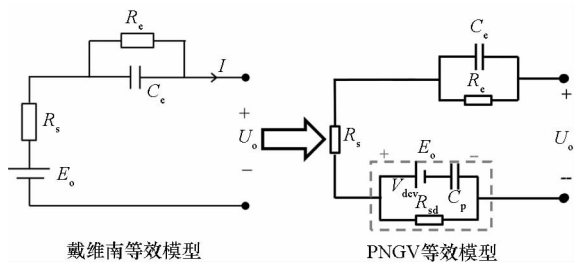 R_e
I
C_e
R_s
+
U_o
−
E_o
戴维南等效模型
C_e
R_e
+
R_s
U_o
+ E_o −
V_dev
R_sd
C_p
--
PNGV等效模型